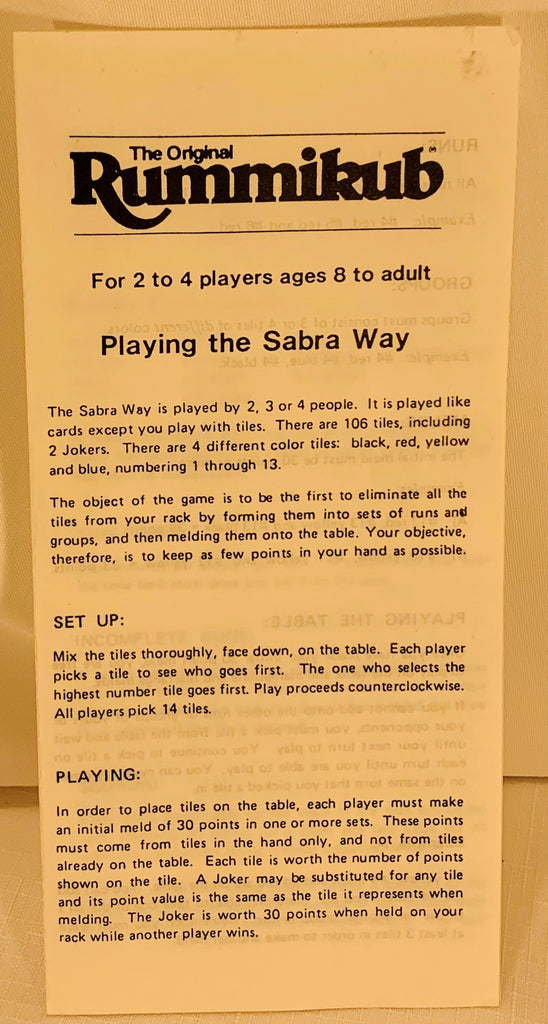 The Original
Rummikub
For 2 to 4 players ages 8 to adult
Playing the Sabra Way
The Sabra Way is played by 2, 3 or 4 people. It is played like
cards except you play with tiles. There are 106 tiles, including
2 Jokers. There are 4 different color tiles: black, red, yellow
and blue, numbering 1 through 13.
The object of the game is to be the first to eliminate all the
tiles from your rack by forming them into sets of runs and
groups, and then melding them onto the table. Your objective,
therefore, is to keep as few points in your hand as possible.
SET UP:
Mix the tiles thoroughly, face down, on the table. Each player
picks a tile to see who goes first. The one who selects the
highest number tile goes first. Play proceeds counterclockwise.
All players pick 14 tiles.
PLAYING:
In order to place tiles on the table, each player must make
an initial meld of 30 points in one or more sets. These points
must come from tiles in the hand only, and not from tiles
already on the table. Each tile is worth the number of points
shown on the tile. A Joker may be substituted for any tile
and its point value is the same as the tile it represents when
melding. The Joker is worth 30 points when held on your
rack while another player wins.